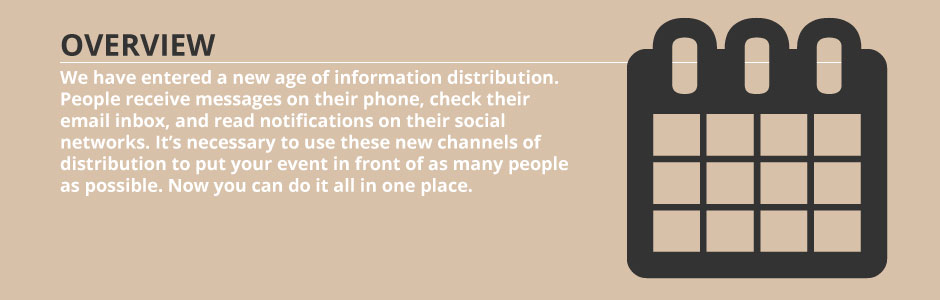 OVERVIEW
We have entered a new age of information distribution.
People receive messages on their phone, check their
email inbox, and read notifications on their social
networks. It’s necessary to use these new channels of
distribution to put your event in front of as many people
as possible. Now you can do it all in one place.